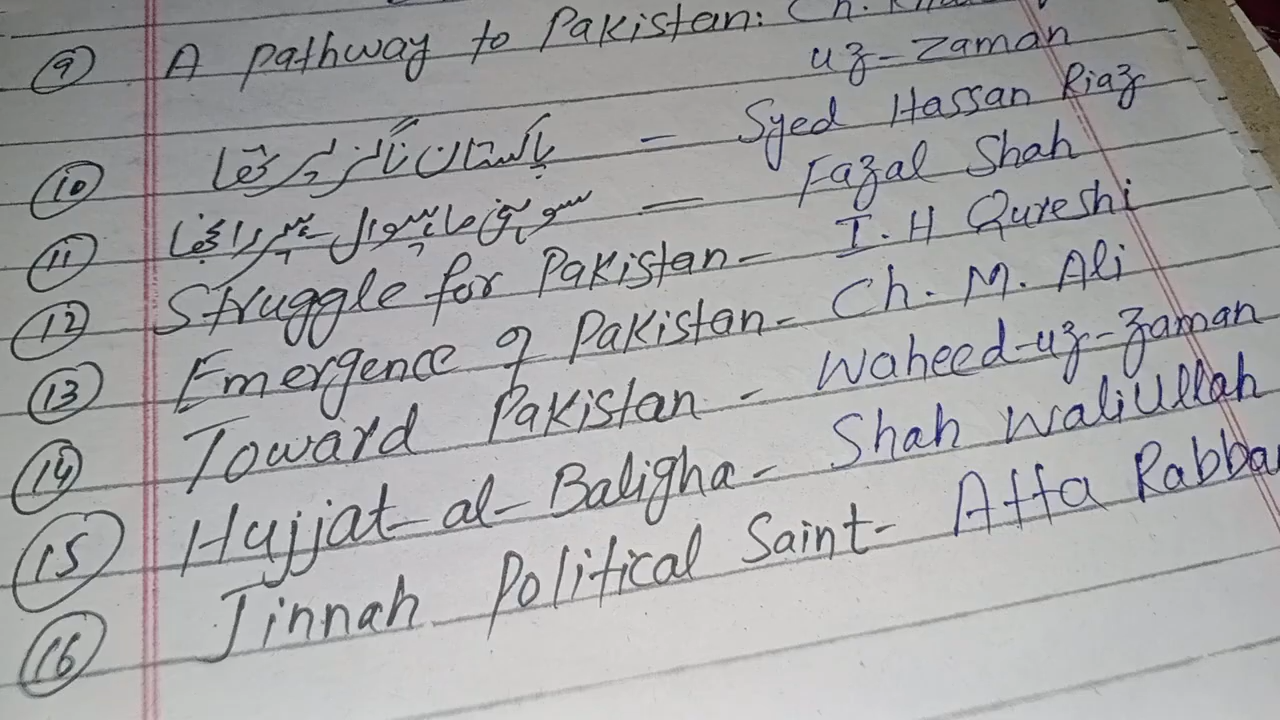 (9) A pathway to Pakistan: Ch.
uz-Zaman
(10) پاکستان ناگزیر تھا — Syed Hassan Riaz
(11) — Fazal Shah
(12) Struggle for Pakistan - I.H Qureshi
(13) Emergence of Pakistan - Ch. M. Ali
(14) Toward Pakistan - Waheed-uz-Zaman
(15) Hujjat-al-Baligha - Shah Waliullah
(16) Jinnah Political Saint - Atta